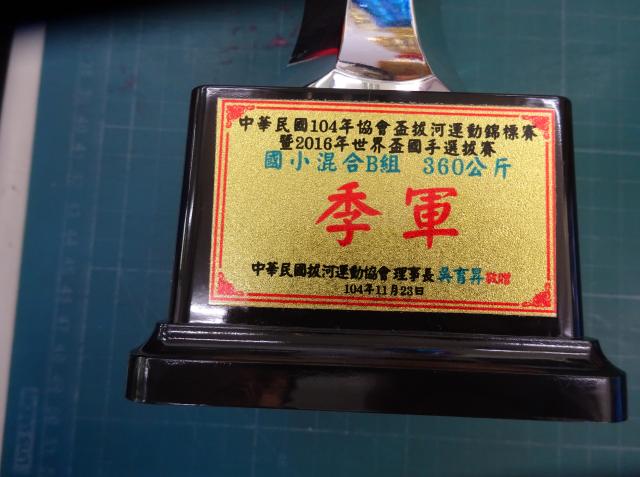 中華民國104年協會盃拔河運動錦標賽
暨2016年世界盃國手選拔賽
國小混合B組 360公斤
季軍
中華民國拔河運動協會理事長吳育昇敬贈
104年11月23日